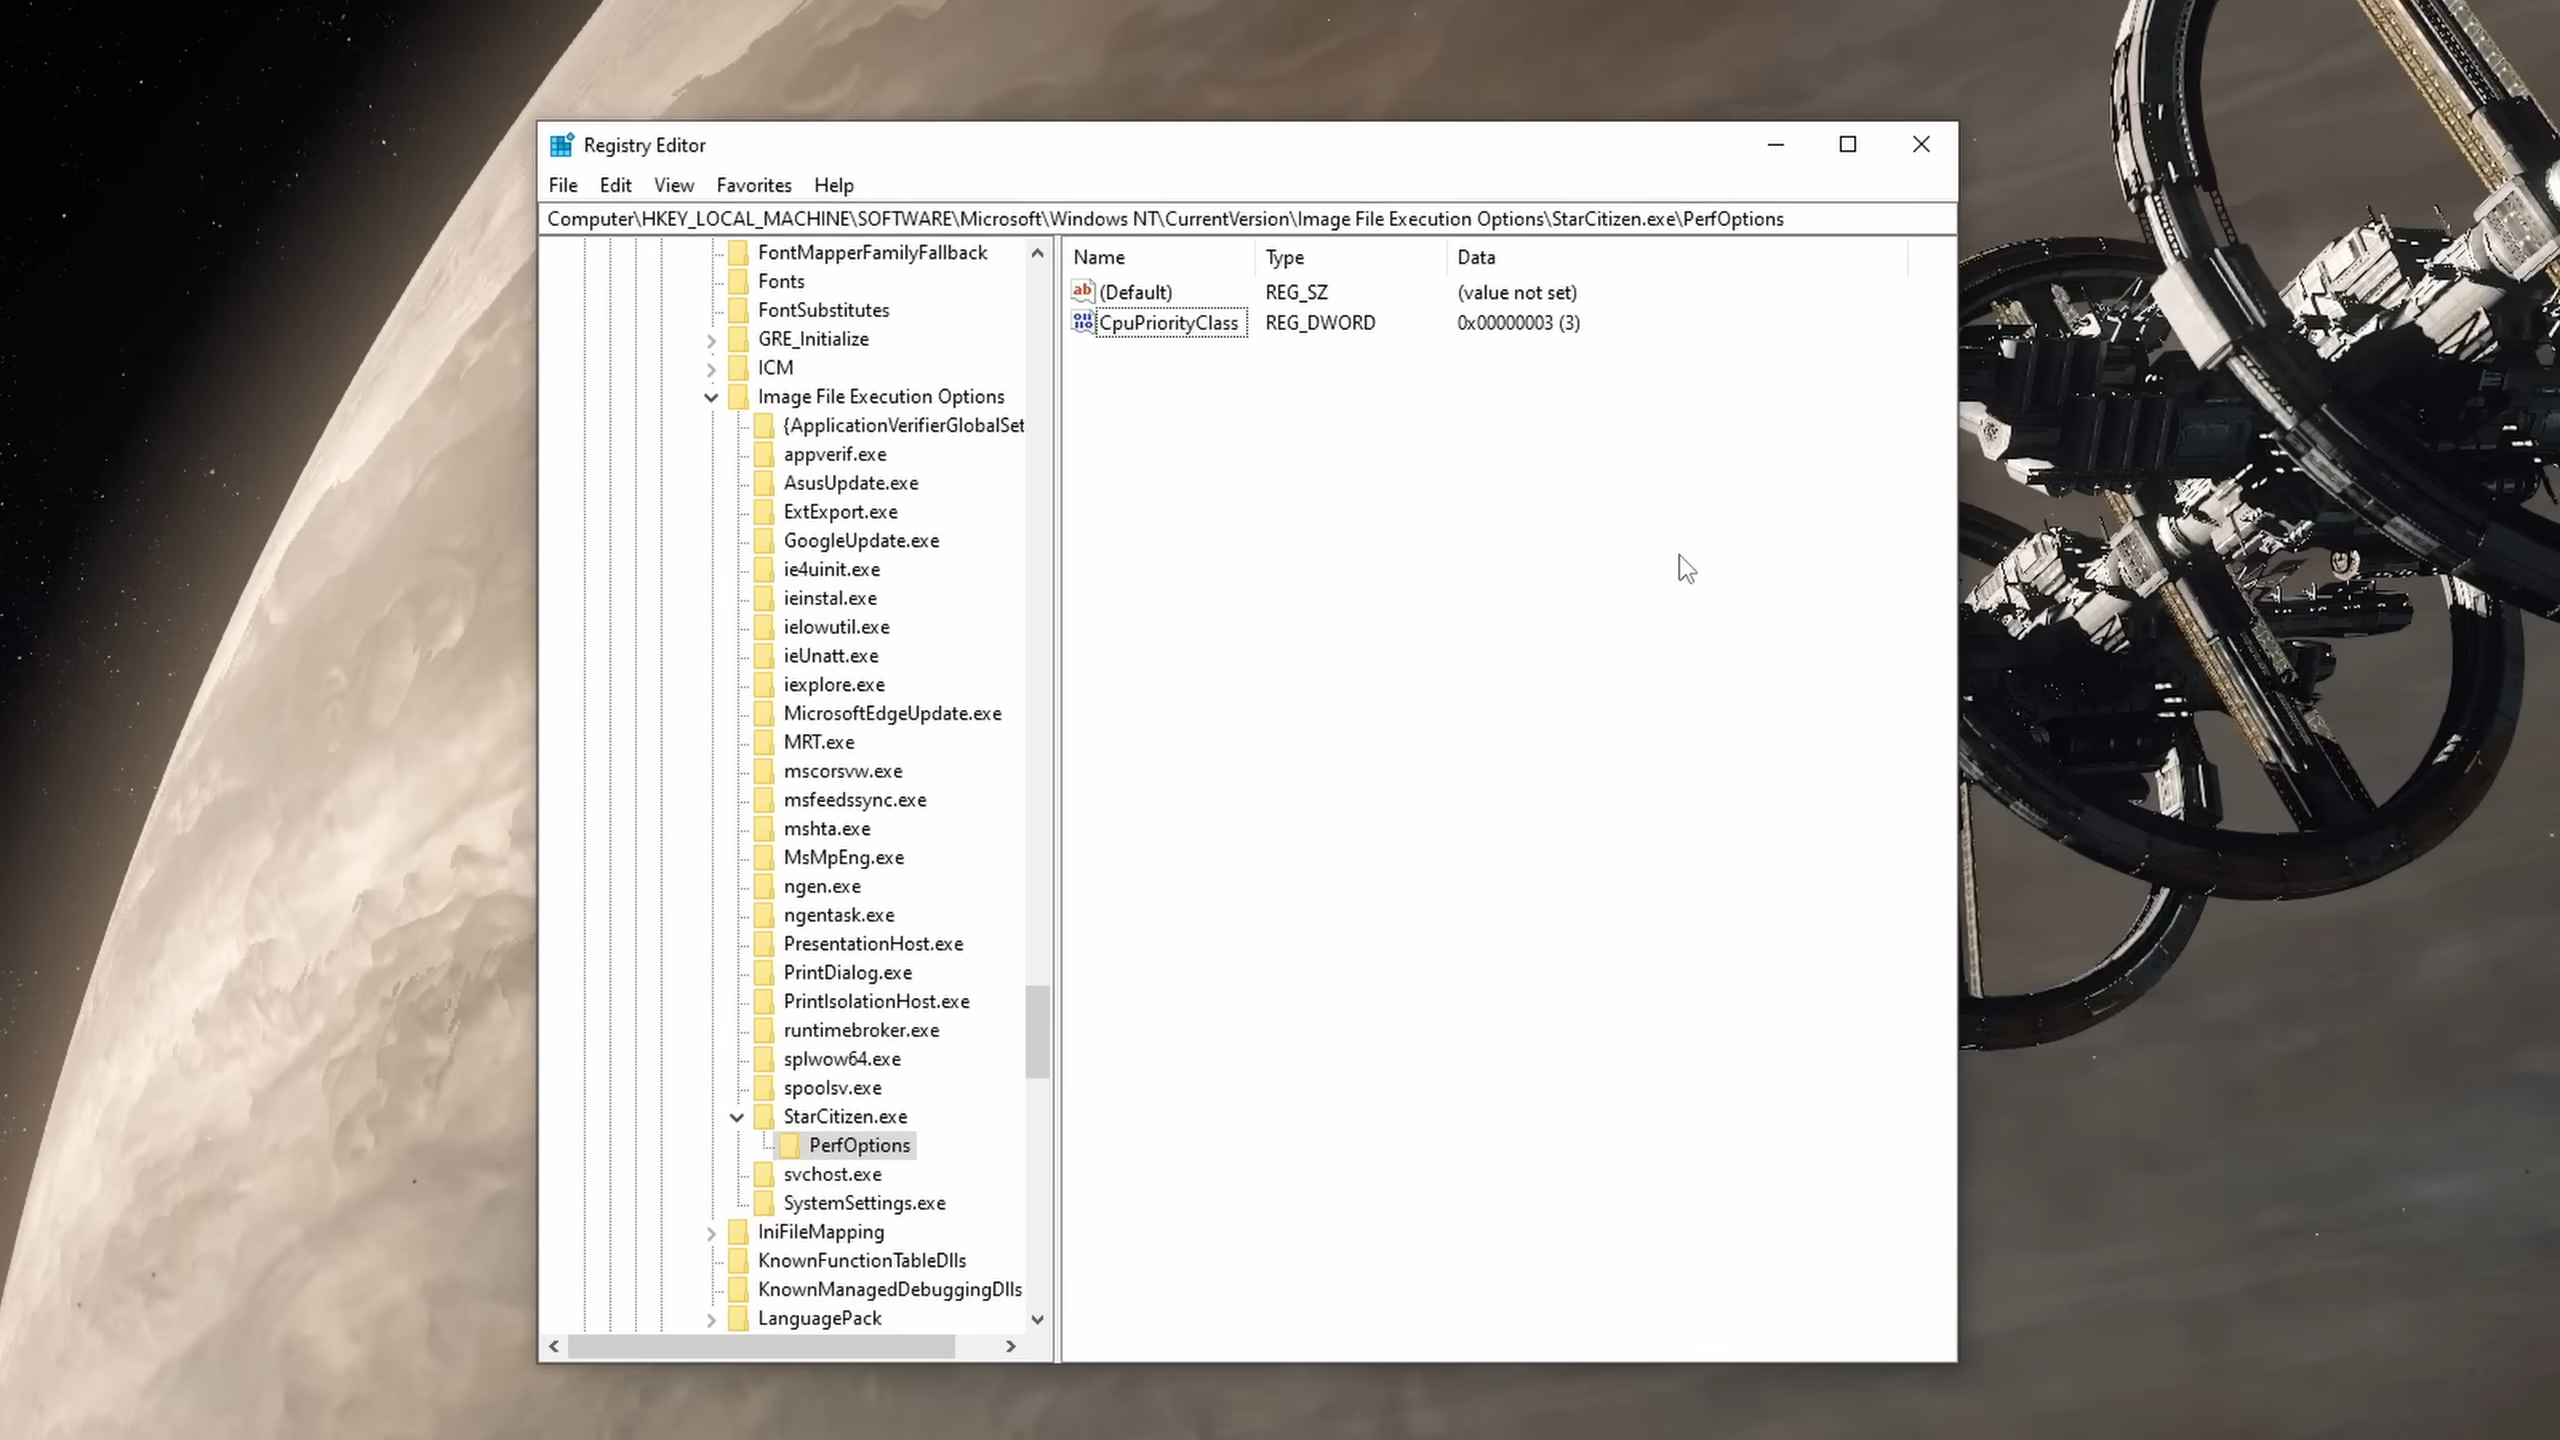 Registry Editor
File Edit View Favorites Help
Computer\HKEY_LOCAL_MACHINE\SOFTWARE\Microsoft\Windows NT\CurrentVersion\Image File Execution Options\StarCitizen.exe\PerfOptions
FontMapperFamilyFallback
Fonts
FontSubstitutes
GRE_Initialize
ICM
Image File Execution Options
{ApplicationVerifierGlobalSet
appverif.exe
AsusUpdate.exe
ExtExport.exe
GoogleUpdate.exe
ie4uinit.exe
ieinstal.exe
ielowutil.exe
ieUnatt.exe
iexplore.exe
MicrosoftEdgeUpdate.exe
MRT.exe
mscorsvw.exe
msfeedssync.exe
mshta.exe
MsMpEng.exe
ngen.exe
ngentask.exe
PresentationHost.exe
PrintDialog.exe
PrintIsolationHost.exe
runtimebroker.exe
splwow64.exe
spoolsv.exe
StarCitizen.exe
PerfOptions
svchost.exe
SystemSettings.exe
IniFileMapping
KnownFunctionTableDlls
KnownManagedDebuggingDlls
LanguagePack
Name Type Data
(Default) REG_SZ (value not set)
CpuPriorityClass REG_DWORD 0x00000003 (3)